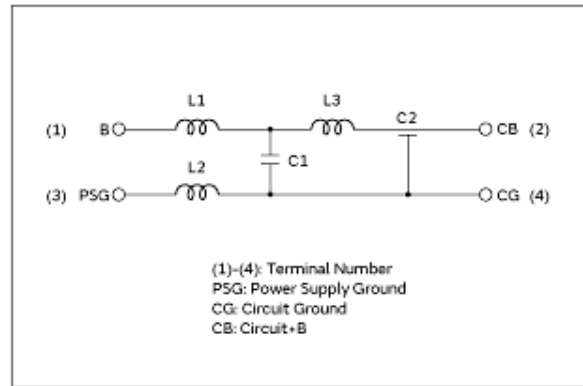 L1
L3
C2
(1)
B
CB
(2)
C1
L2
(3)
PSG
CG
(4)
(1)-(4): Terminal Number
PSG: Power Supply Ground
CG: Circuit Ground
CB: Circuit+B